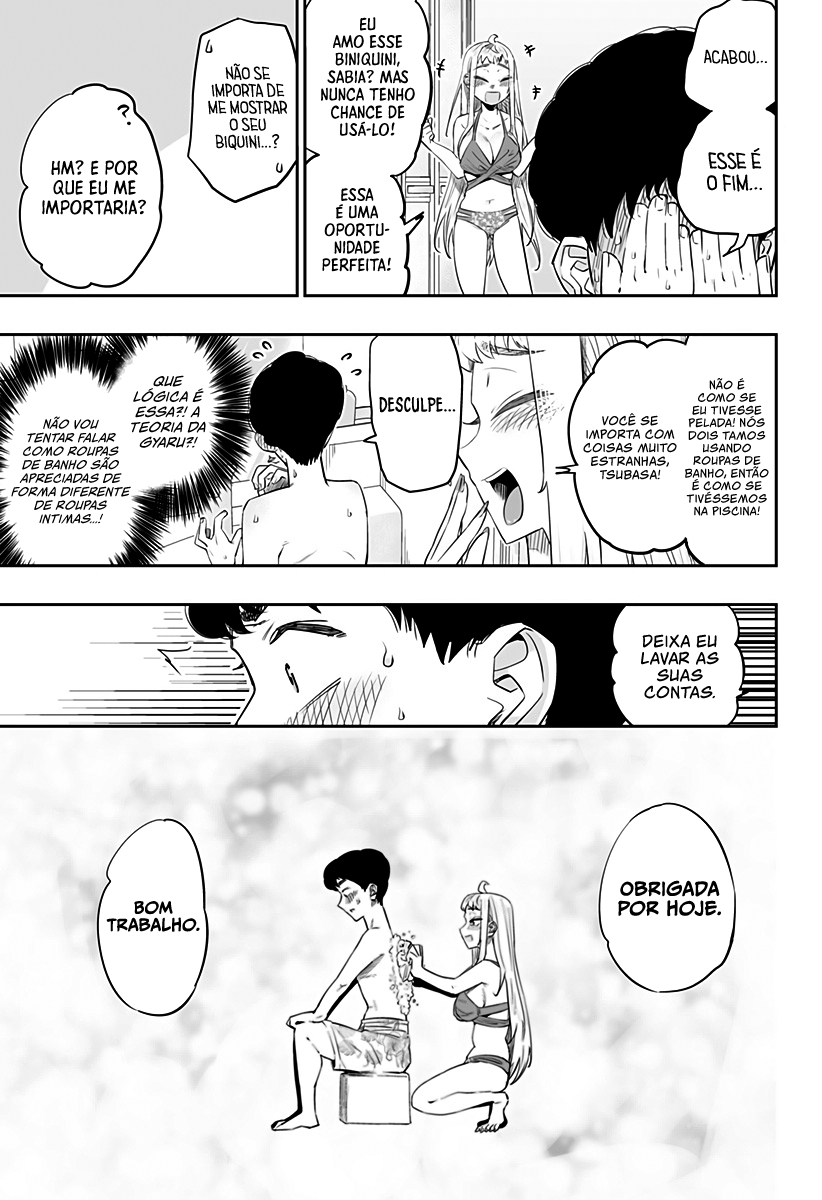 ACABOU...
ESSE É
O FIM...
EU
AMO ESSE
BINIQUINI,
SABIA? MAS
NUNCA TENHO
CHANCE DE
USÁ-LO!
ESSA
É UMA
OPORTU-
NIDADE
PERFEITA!
NÃO SE
IMPORTA DE
ME MOSTRAR
O SEU
BIQUINI...?
?
HM? E POR
QUE EU ME
IMPORTARIA?
NÃO É
COMO SE
EU TIVESSE
PELADA! NÓS
DOIS TAMOS
USANDO
ROUPAS DE
BANHO, ENTÃO
É COMO SE
TIVÉSSEMOS
NA PISCINA!
VOCÊ SE
IMPORTA COM
COISAS MUITO
ESTRANHAS,
TSUBASA!
DESCULPE...
QUE
LÓGICA É
ESSA?! A
TEORIA DA
GYARU?!
NÃO VOU
TENTAR FALAR
COMO ROUPAS
DE BANHO SÃO
APRECIADAS DE
FORMA DIFERENTE
DE ROUPAS
INTIMAS...!
DEIXA EU
LAVAR AS
SUAS
CONTAS.
OBRIGADA
POR HOJE.
BOM
TRABALHO.